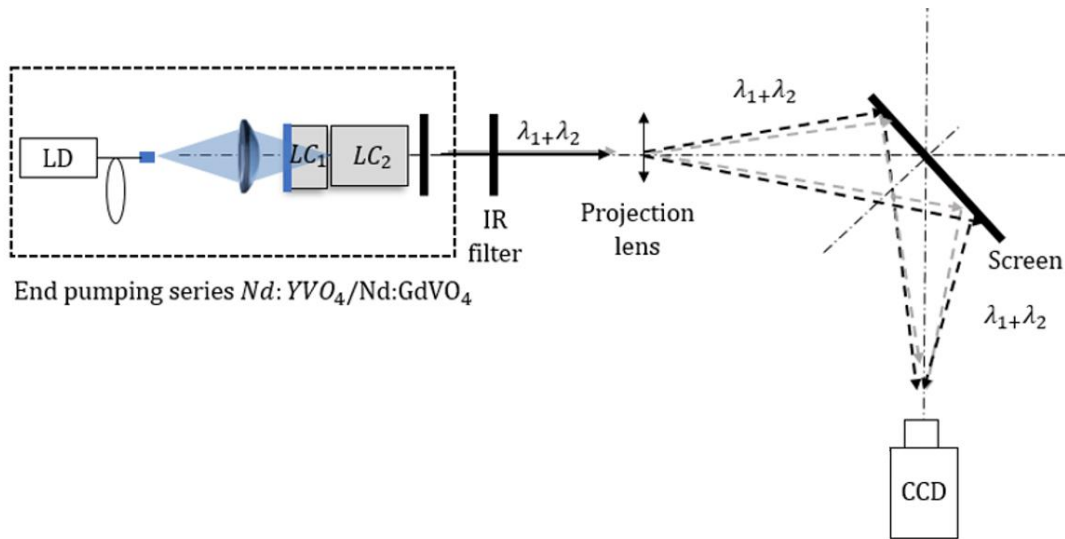 λ₁₊λ₂
LD
LC₁
LC₂
λ₁₊λ₂
IR
filter
Projection
lens
Screen
End pumping series Nd: YVO₄/Nd:GdVO₄
λ₁₊λ₂
CCD